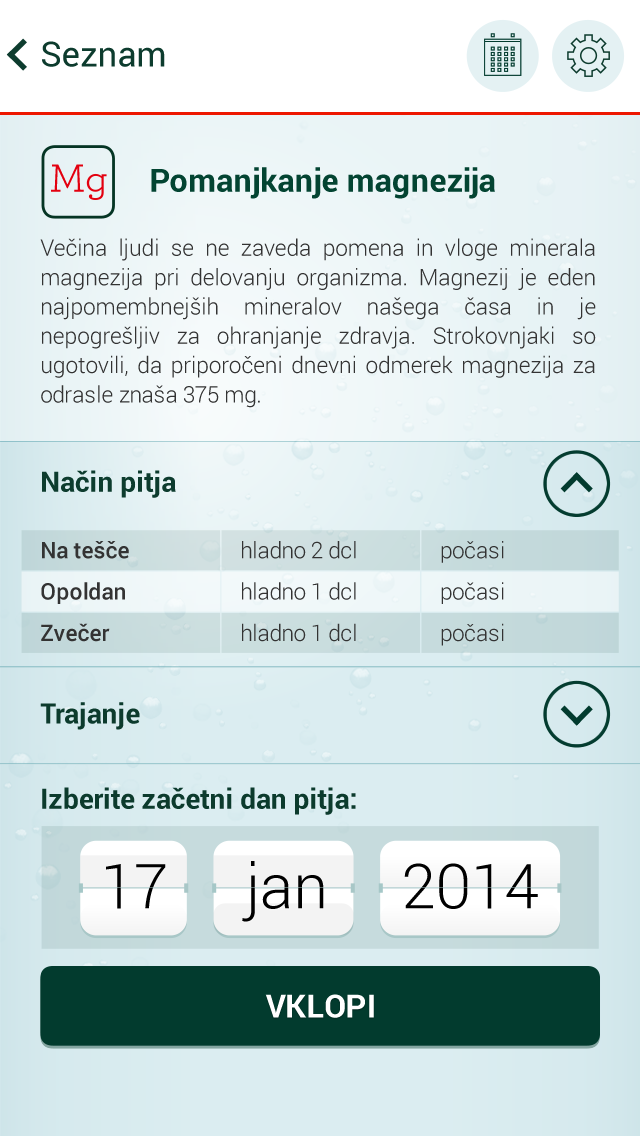 Seznam
Mg
Pomanjkanje magnezija
Večina ljudi se ne zaveda pomena in vloge minerala
magnezija pri delovanju organizma. Magnezij je eden
najpomembnejših mineralov našega časa in je
nepogrešljiv za ohranjanje zdravja. Strokovnjaki so
ugotovili, da priporočeni dnevni odmerek magnezija za
odrasle znaša 375 mg.
Način pitja
Na tešče hladno 2 dcl počasi
Opoldan hladno 1 dcl počasi
Zvečer hladno 1 dcl počasi
Trajanje
Izberite začetni dan pitja:
17 jan 2014
VKLOPI